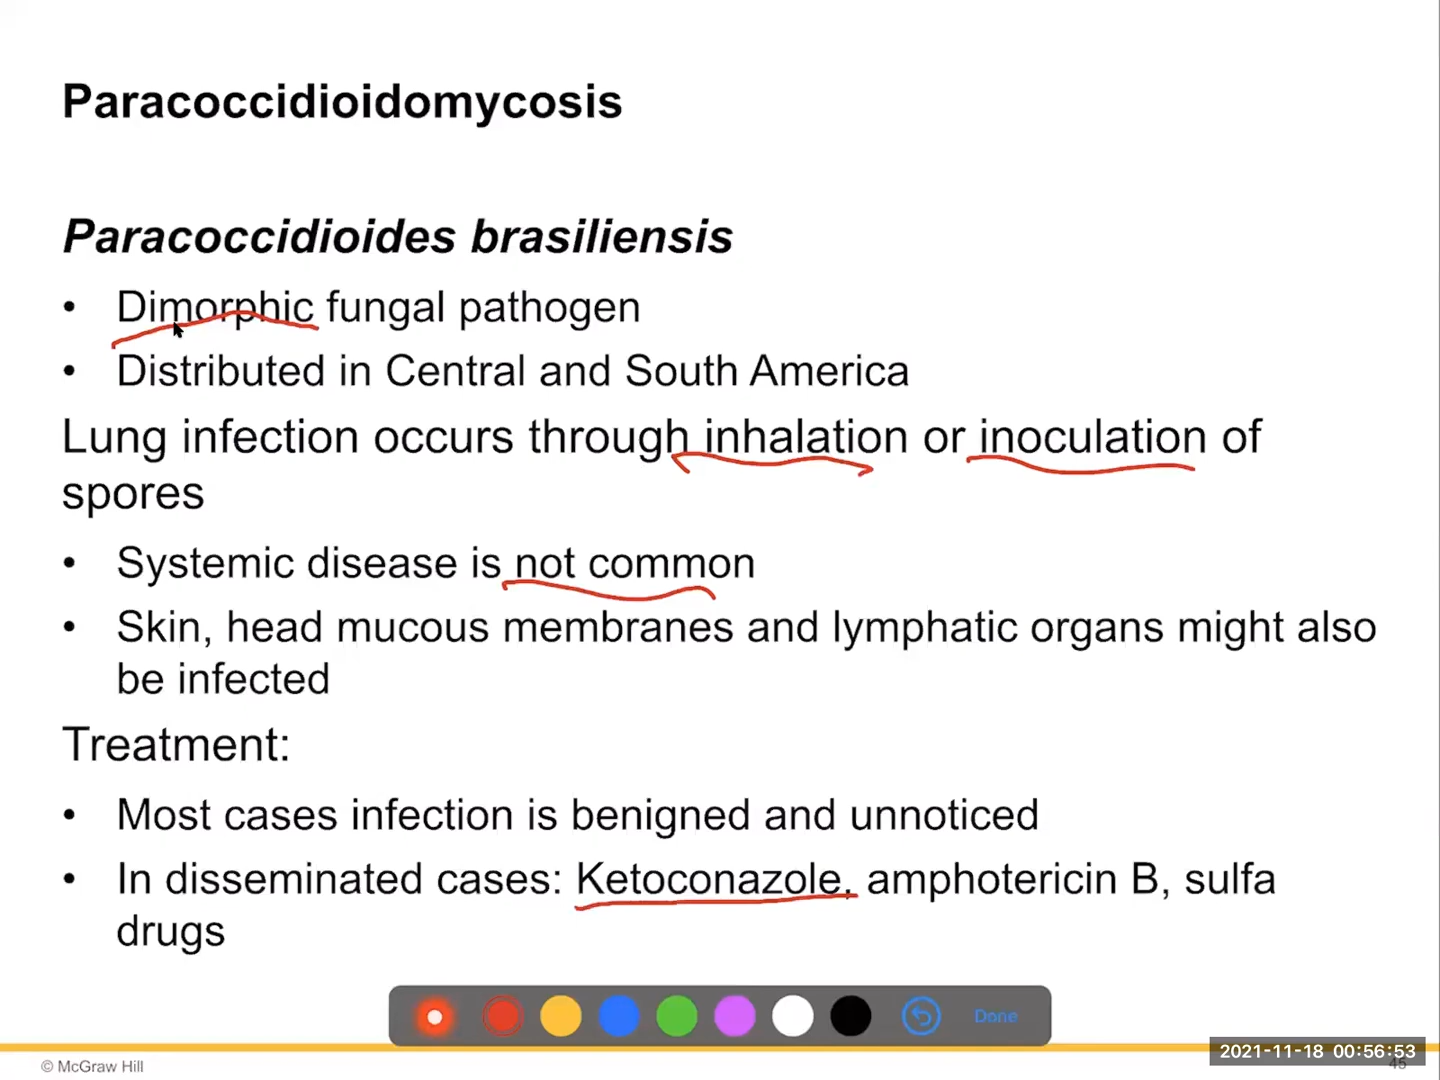 Paracoccidioidomycosis
Paracoccidioides brasiliensis
• Dimorphic fungal pathogen
• Distributed in Central and South America
Lung infection occurs through inhalation or inoculation of
spores
• Systemic disease is not common
• Skin, head mucous membranes and lymphatic organs might also
be infected
Treatment:
• Most cases infection is benigned and unnoticed
• In disseminated cases: Ketoconazole, amphotericin B, sulfa
drugs
Done
2021-11-18 00:56:53
© McGraw Hill
45